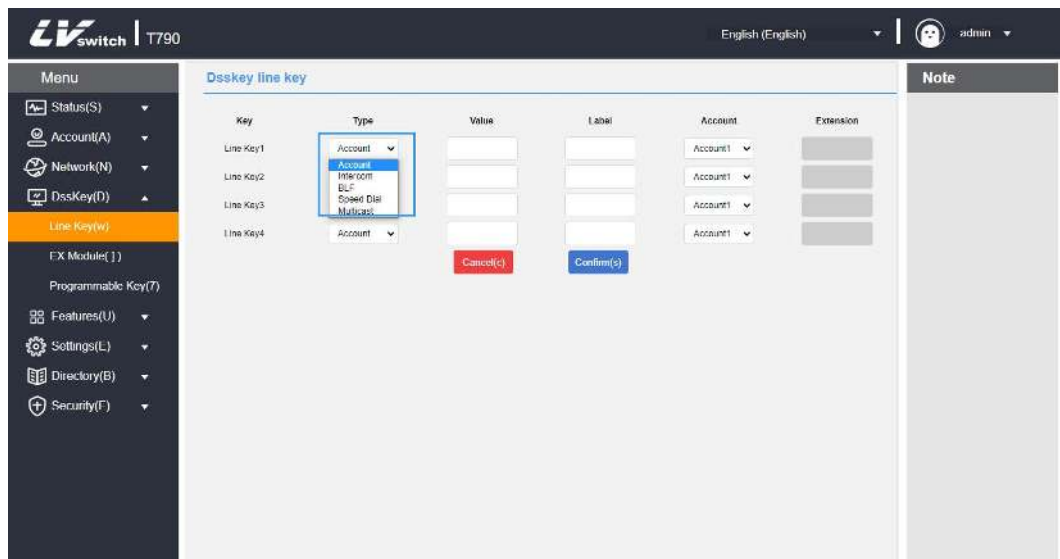 LVswitch T790
English (English)
admin
Menu
Dsskey line key
Note
Status(S)
Account(A)
Network(N)
DssKey(D)
Line Key(w)
EX Module( ] )
Programmable Key(7)
Features(U)
Settings(E)
Directory(B)
Security(F)
Key Type Value Label Account Extension
Line Key1 Account Account1
Account
Intercom
BLF
Speed Dial
Multicast
Line Key2 Account1
Line Key3 Account1
Line Key4 Account Account1
Cancel(c) Confirm(s)